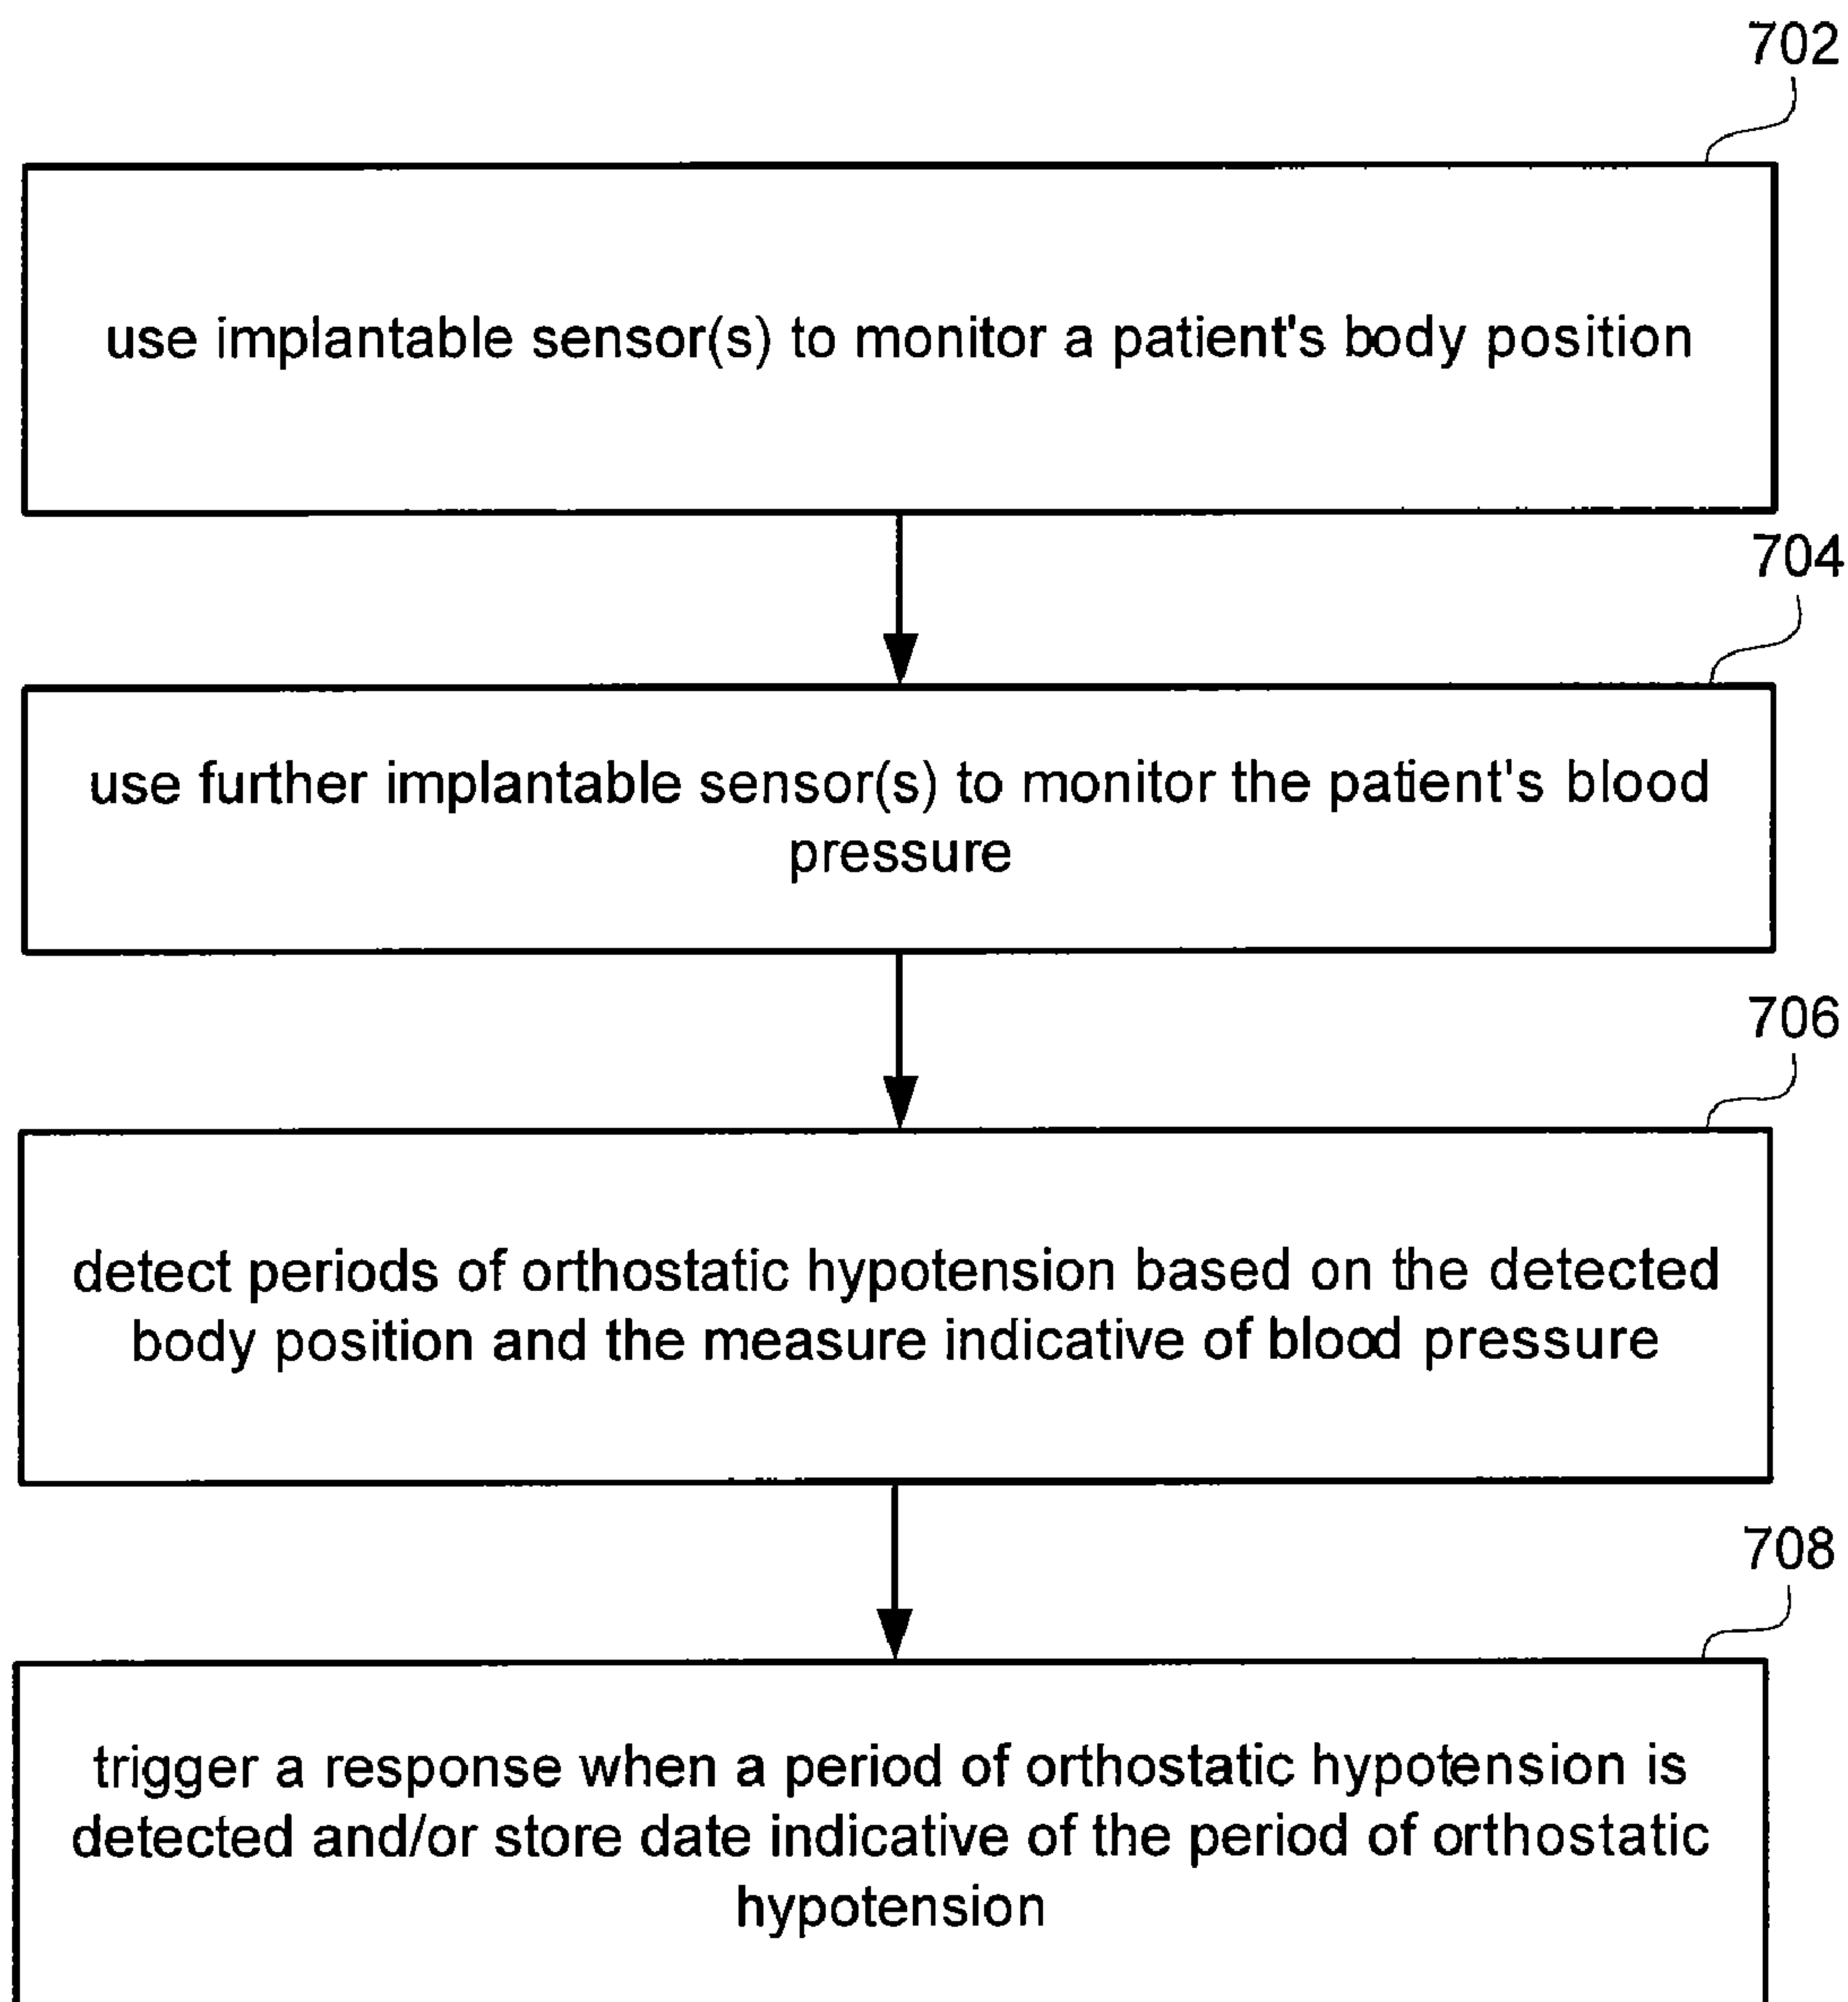 702
use implantable sensor(s) to monitor a patient's body position
704
use further implantable sensor(s) to monitor the patient's blood
pressure
706
detect periods of orthostatic hypotension based on the detected
body position and the measure indicative of blood pressure
708
trigger a response when a period of orthostatic hypotension is
detected and/or store date indicative of the period of orthostatic
hypotension